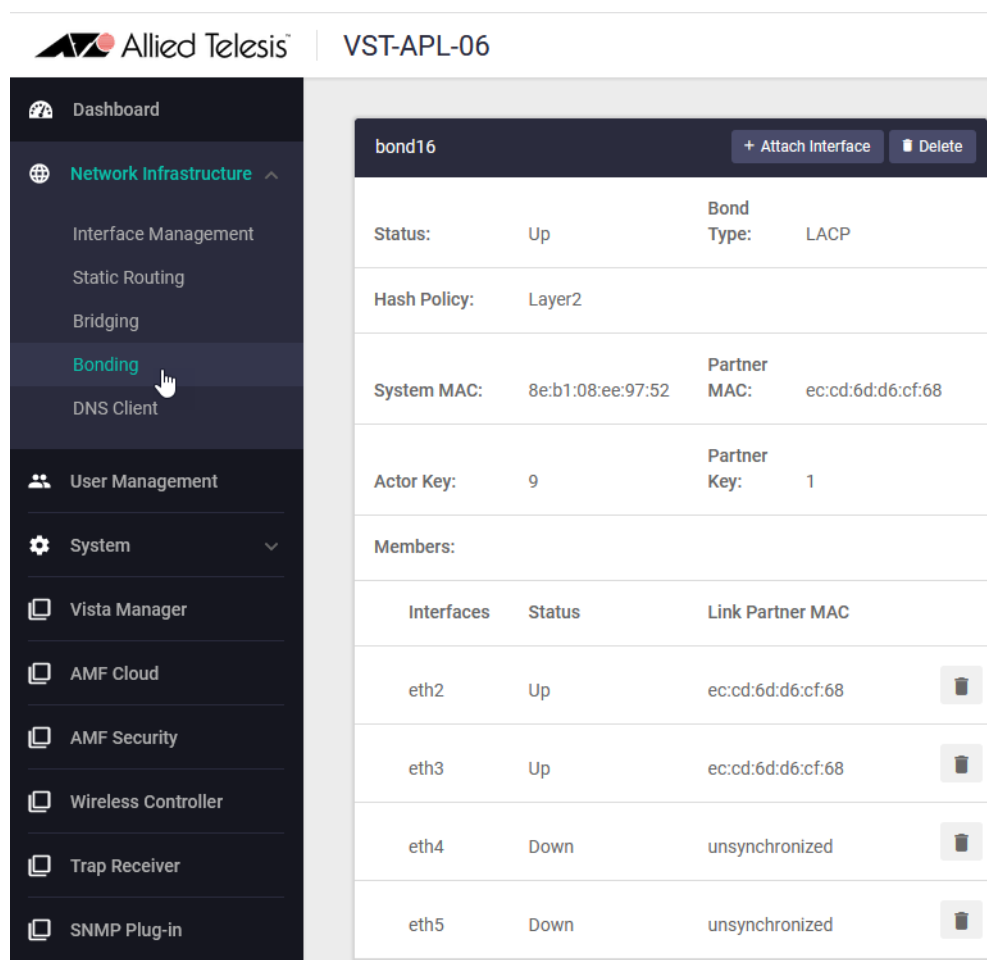 Allied Telesis™ VST-APL-06
Dashboard
Network Infrastructure
Interface Management
Static Routing
Bridging
Bonding
DNS Client
User Management
System
Vista Manager
AMF Cloud
AMF Security
Wireless Controller
Trap Receiver
SNMP Plug-in
bond16 + Attach Interface Delete
Status: Up Bond Type: LACP
Hash Policy: Layer2
System MAC: 8e:b1:08:ee:97:52 Partner MAC: ec:cd:6d:d6:cf:68
Actor Key: 9 Partner Key: 1
Members:
Interfaces Status Link Partner MAC
eth2 Up ec:cd:6d:d6:cf:68
eth3 Up ec:cd:6d:d6:cf:68
eth4 Down unsynchronized
eth5 Down unsynchronized